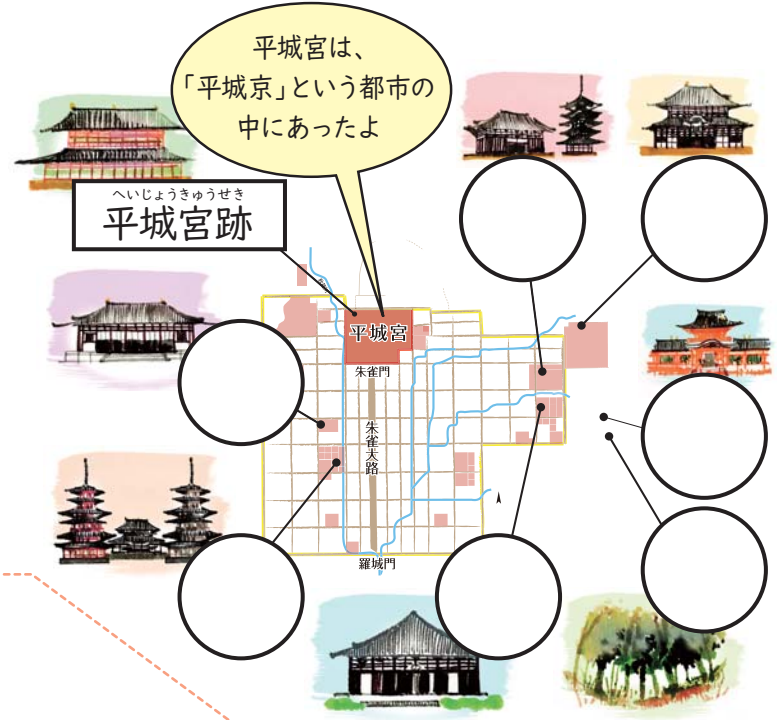 平城宮は、
「平城京」という都市の
中にあったよ
へいじょうきゅうせき
平城宮跡
平城宮
朱雀門
朱雀大路
羅城門